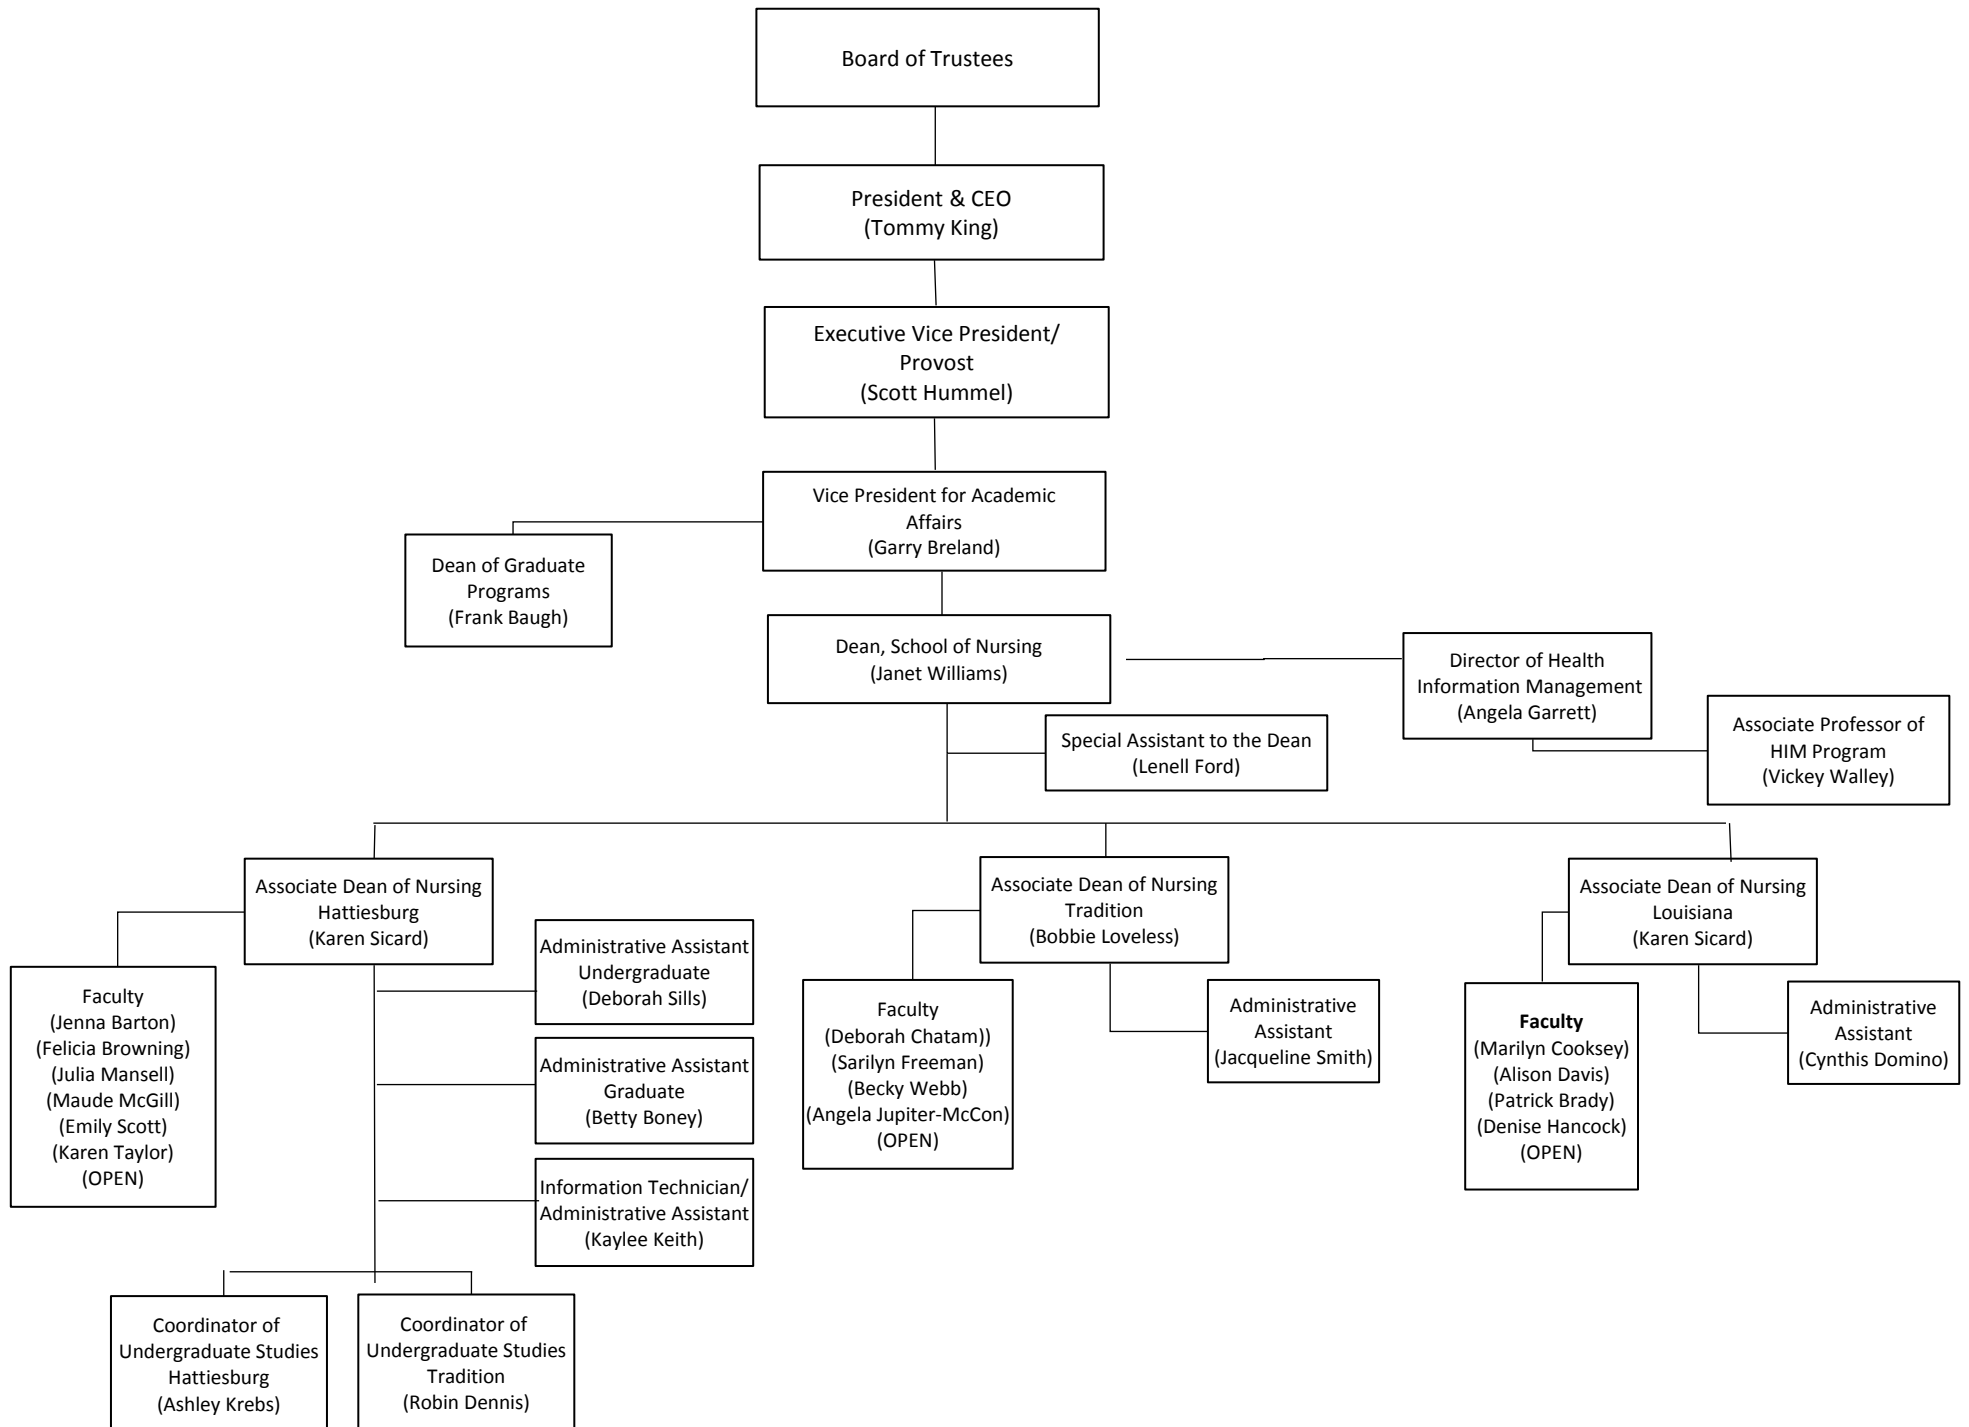 Board of Trustees
President & CEO
(Tommy King)
Executive Vice President/
Provost
(Scott Hummel)
Vice President for Academic
Affairs
(Garry Breland)
Dean of Graduate
Programs
(Frank Baugh)
Dean, School of Nursing
(Janet Williams)
Director of Health
Information Management
(Angela Garrett)
Associate Professor of
HIM Program
(Vickey Walley)
Special Assistant to the Dean
(Lenell Ford)
Associate Dean of Nursing
Hattiesburg
(Karen Sicard)
Associate Dean of Nursing
Tradition
(Bobbie Loveless)
Associate Dean of Nursing
Louisiana
(Karen Sicard)
Faculty
(Jenna Barton)
(Felicia Browning)
(Julia Mansell)
(Maude McGill)
(Emily Scott)
(Karen Taylor)
(OPEN)
Administrative Assistant
Undergraduate
(Deborah Sills)
Administrative Assistant
Graduate
(Betty Boney)
Information Technician/
Administrative Assistant
(Kaylee Keith)
Faculty
(Deborah Chatam))
(Sarilyn Freeman)
(Becky Webb)
(Angela Jupiter-McCon)
(OPEN)
Administrative
Assistant
(Jacqueline Smith)
Faculty
(Marilyn Cooksey)
(Alison Davis)
(Patrick Brady)
(Denise Hancock)
(OPEN)
Administrative
Assistant
(Cynthis Domino)
Coordinator of
Undergraduate Studies
Hattiesburg
(Ashley Krebs)
Coordinator of
Undergraduate Studies
Tradition
(Robin Dennis)